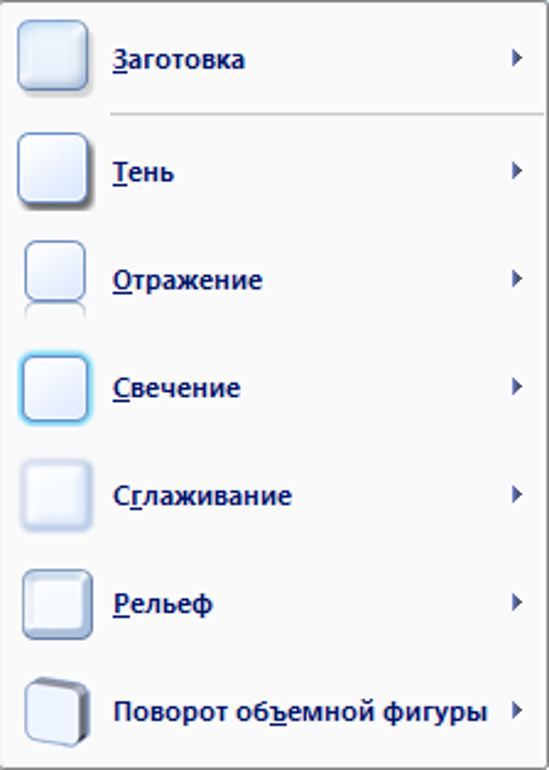 Заготовка
Тень
Отражение
Свечение
Сглаживание
Рельеф
Поворот объемной фигуры